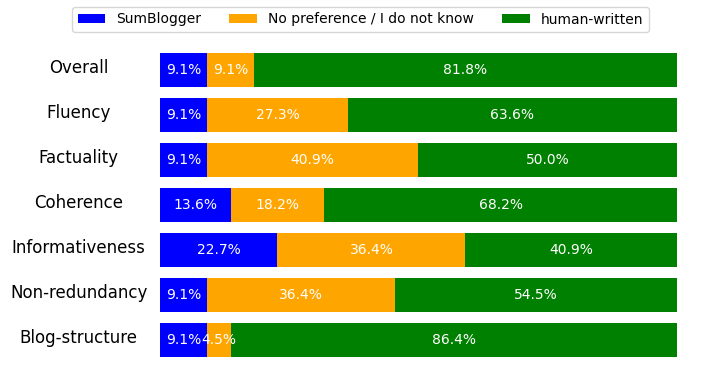 SumBlogger No preference / I do not know human-written
Overall 9.1% 9.1% 81.8%
Fluency 9.1% 27.3% 63.6%
Factuality 9.1% 40.9% 50.0%
Coherence 13.6% 18.2% 68.2%
Informativeness 22.7% 36.4% 40.9%
Non-redundancy 9.1% 36.4% 54.5%
Blog-structure 9.1% 4.5% 86.4%